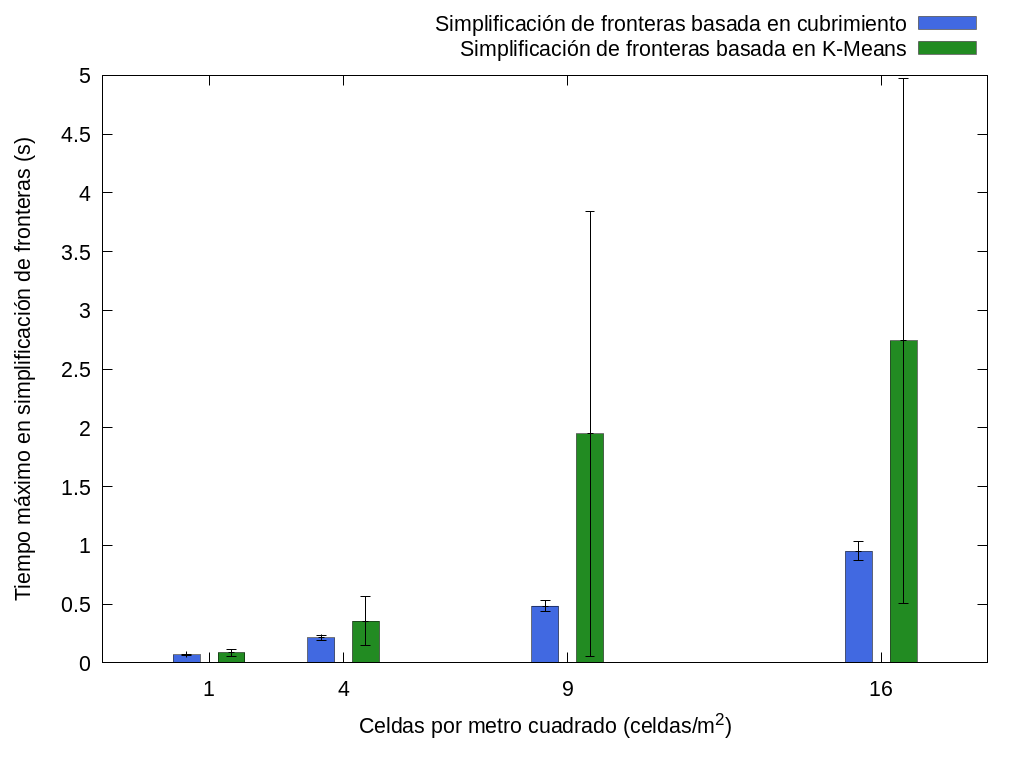 Simplificación de fronteras basada en cubrimiento
Simplificación de fronteras basada en K-Means
5
4.5
4
3.5
3
2.5
2
1.5
1
0.5
0
Tiempo máximo en simplificación de fronteras (s)
1 4 9 16
Celdas por metro cuadrado (celdas/m²)